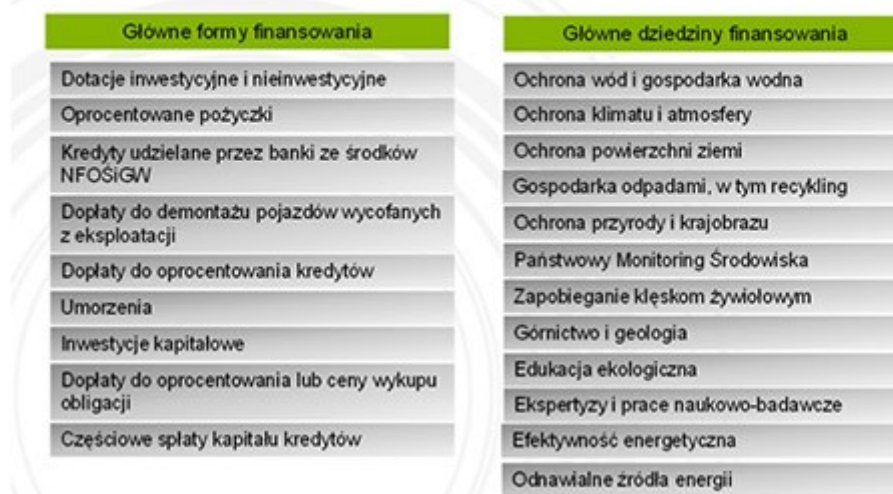 Główne formy finansowania
Dotacje inwestycyjne i nieinwestycyjne
Oprocentowane pożyczki
Kredyty udzielane przez banki ze środków
NFOŚiGW
Dopłaty do demontażu pojazdów wycofanych
z eksploatacji
Dopłaty do oprocentowania kredytów
Umorzenia
Inwestycje kapitałowe
Dopłaty do oprocentowania lub ceny wykupu
obligacji
Częściowe spłaty kapitału kredytów
Główne dziedziny finansowania
Ochrona wód i gospodarka wodna
Ochrona klimatu i atmosfery
Ochrona powierzchni ziemi
Gospodarka odpadami, w tym recykling
Ochrona przyrody i krajobrazu
Państwowy Monitoring Środowiska
Zapobieganie klęskom żywiołowym
Górnictwo i geologia
Edukacja ekologiczna
Ekspertyzy i prace naukowo-badawcze
Efektywność energetyczna
Odnawialne źródła energii